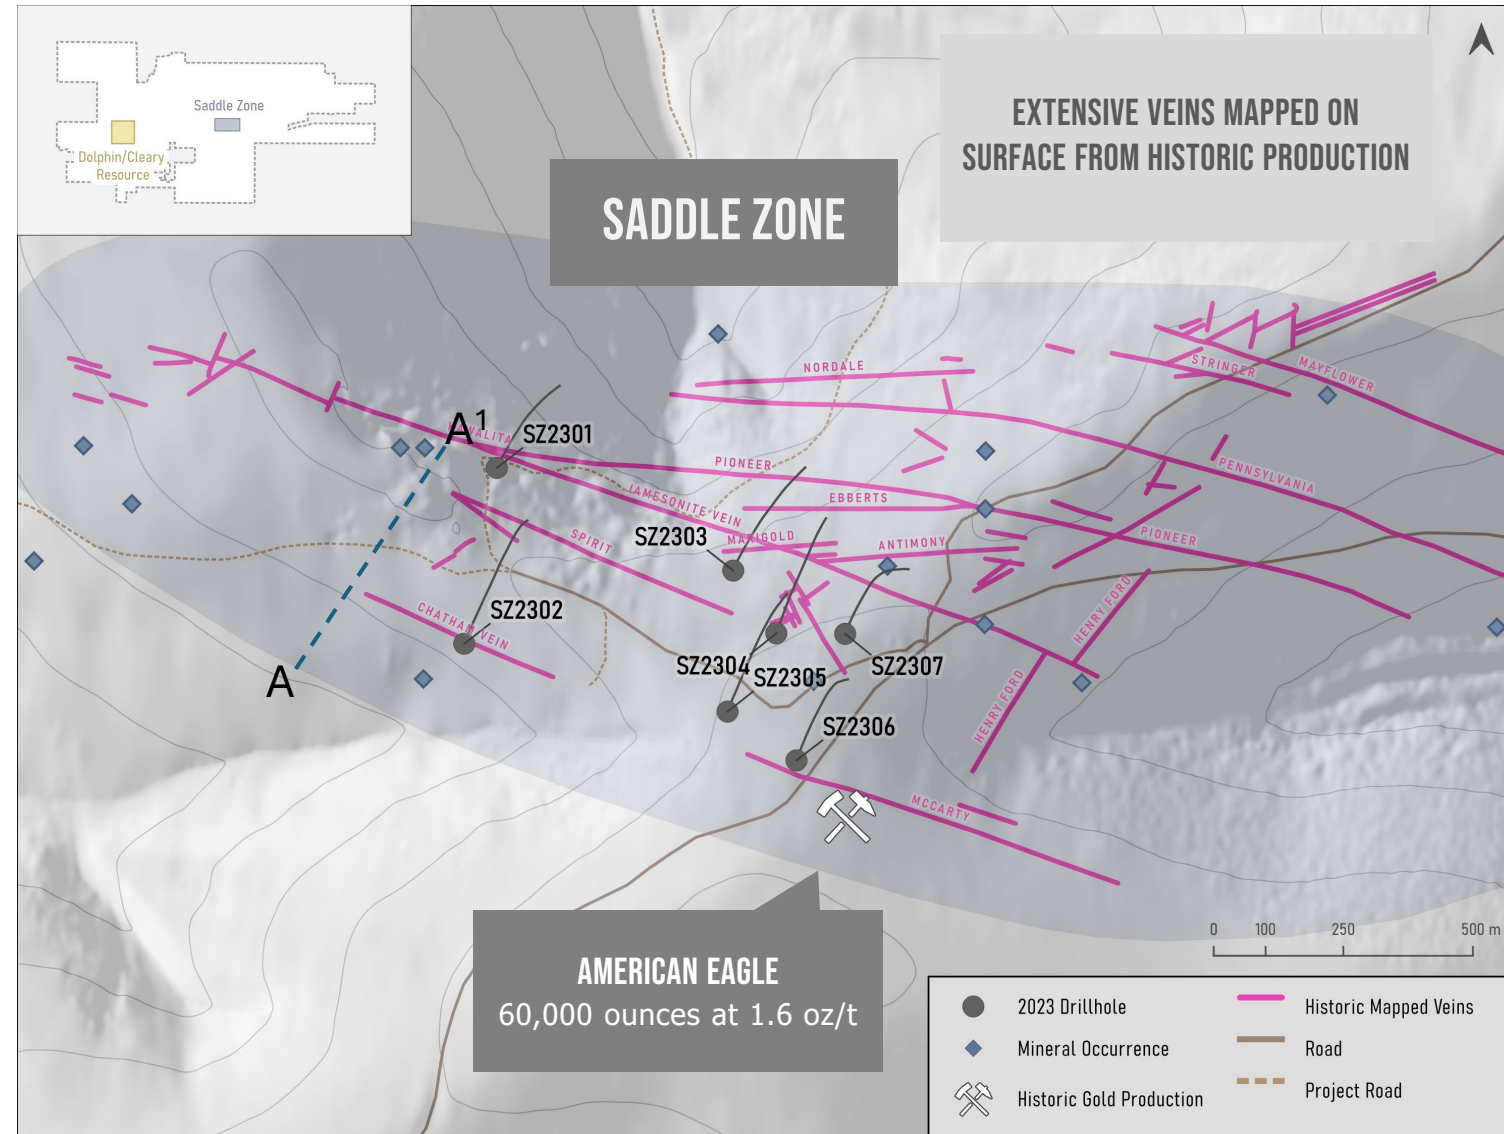 Saddle Zone
Dolphin/Cleary
Resource
EXTENSIVE VEINS MAPPED ON
SURFACE FROM HISTORIC PRODUCTION
SADDLE ZONE
NORDALE
STRINGER
MAYFLOWER
A1
SZ2301
PIONEER
EBBERTS
PENNSYLVANIA
JAMESONITE VEIN
SPIRIT
SZ2303
MARIGOLD
ANTIMONY
PIONEER
SZ2302
CHATHAM VEIN
HENRY FORD
A
SZ2304
SZ2305
SZ2307
HENRY FORD
SZ2306
MCCARTY
AMERICAN EAGLE
60,000 ounces at 1.6 oz/t
0 100 250 500 m
2023 Drillhole
Mineral Occurrence
Historic Gold Production
Historic Mapped Veins
Road
Project Road